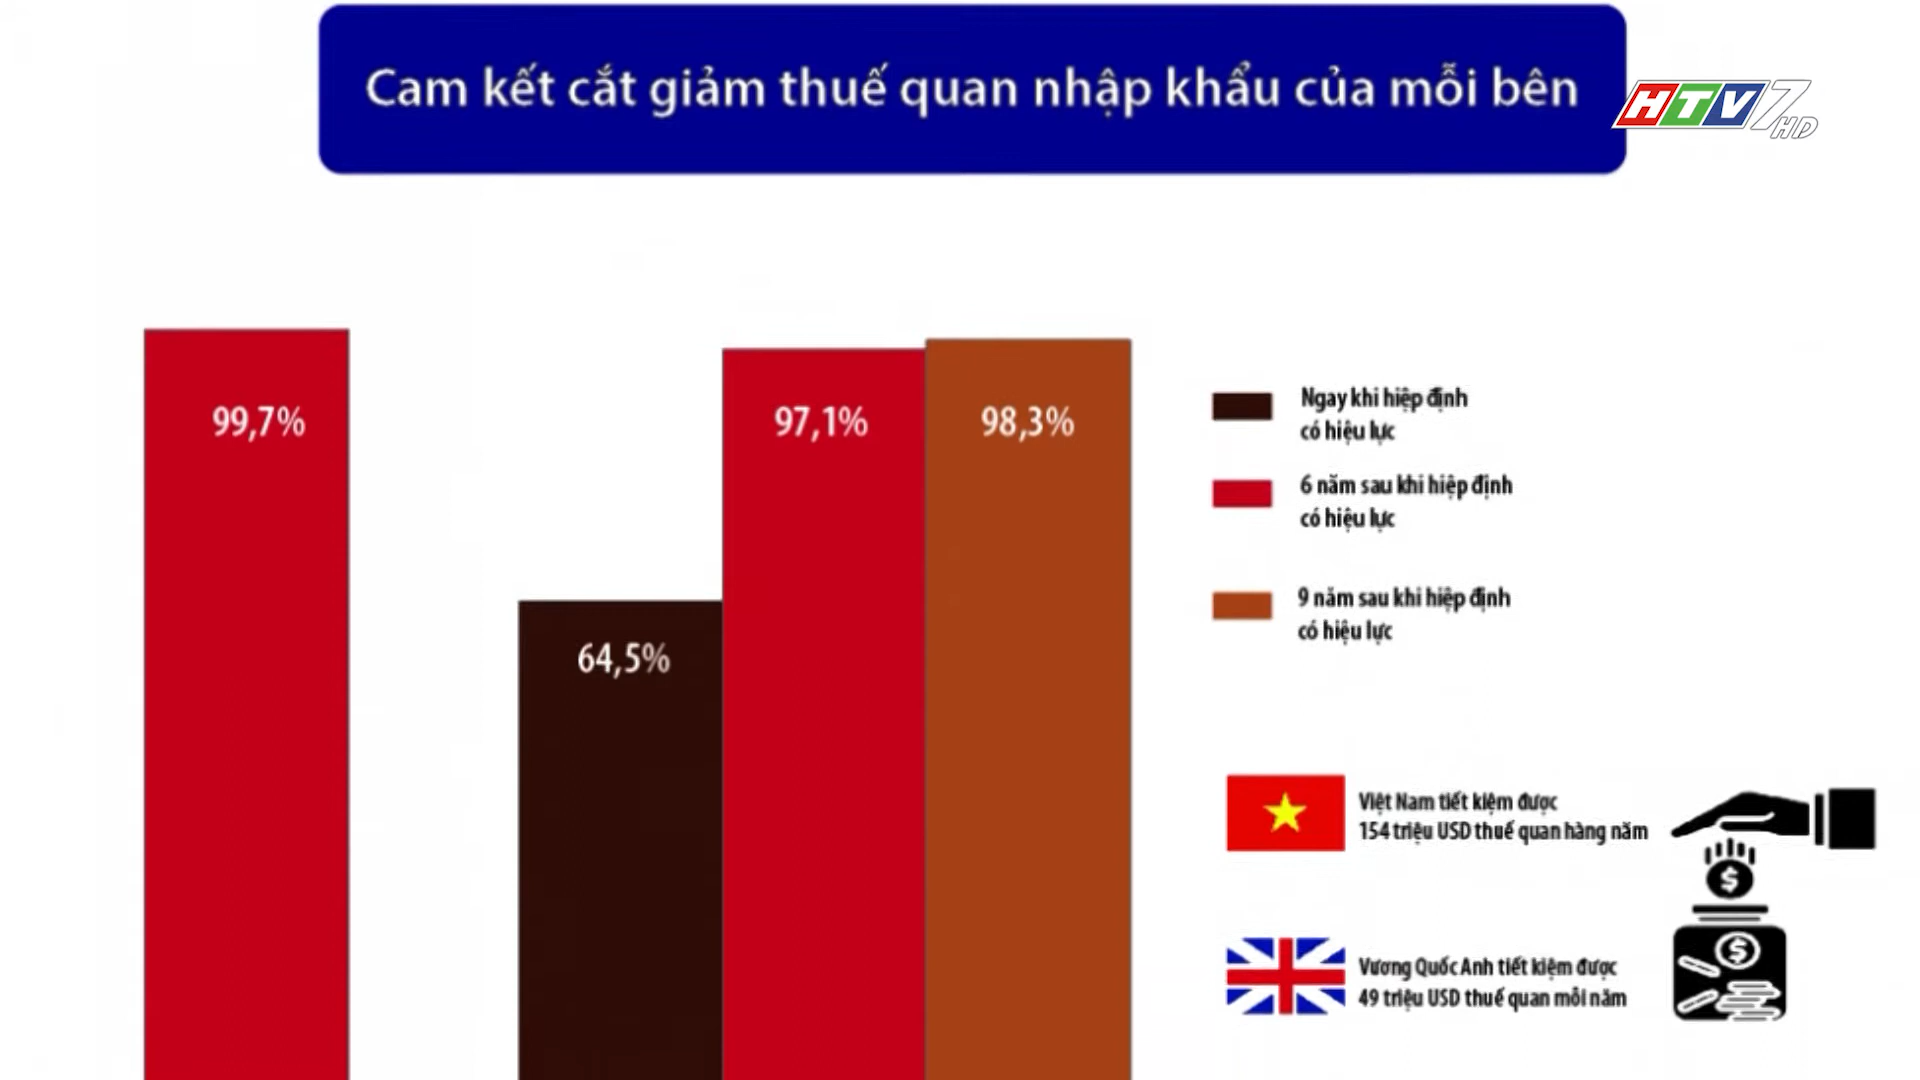 Cam kết cắt giảm thuế quan nhập khẩu của mỗi bên
HTV7
HD
99,7%
64,5%
97,1%
98,3%
Ngay khi hiệp định
có hiệu lực
6 năm sau khi hiệp định
có hiệu lực
9 năm sau khi hiệp định
có hiệu lực
Việt Nam tiết kiệm được
154 triệu USD thuế quan hàng năm
Vương Quốc Anh tiết kiệm được
49 triệu USD thuế quan mỗi năm
$
$